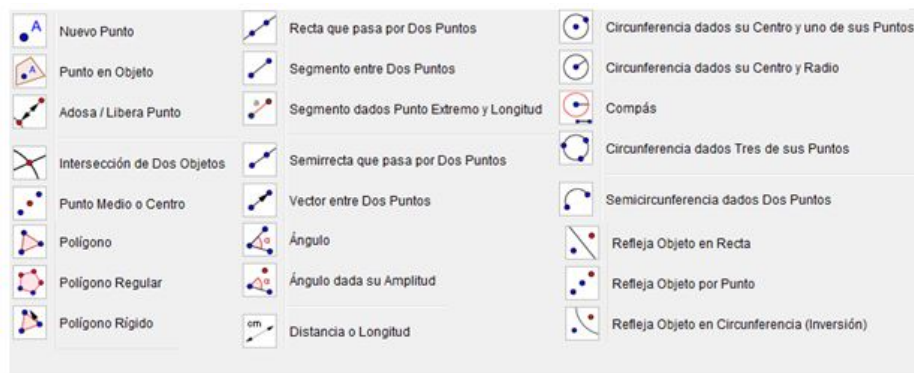 A
Nuevo Punto
A
Punto en Objeto
Adosa / Libera Punto
Intersección de Dos Objetos
Punto Medio o Centro
Polígono
Polígono Regular
Polígono Rígido
Recta que pasa por Dos Puntos
Segmento entre Dos Puntos
a
Segmento dados Punto Extremo y Longitud
Semirrecta que pasa por Dos Puntos
Vector entre Dos Puntos
α
Ángulo
α
Ángulo dada su Amplitud
cm
Distancia o Longitud
Circunferencia dados su Centro y uno de sus Puntos
Circunferencia dados su Centro y Radio
Compás
Circunferencia dados Tres de sus Puntos
Semicircunferencia dados Dos Puntos
Refleja Objeto en Recta
Refleja Objeto por Punto
Refleja Objeto en Circunferencia (Inversión)